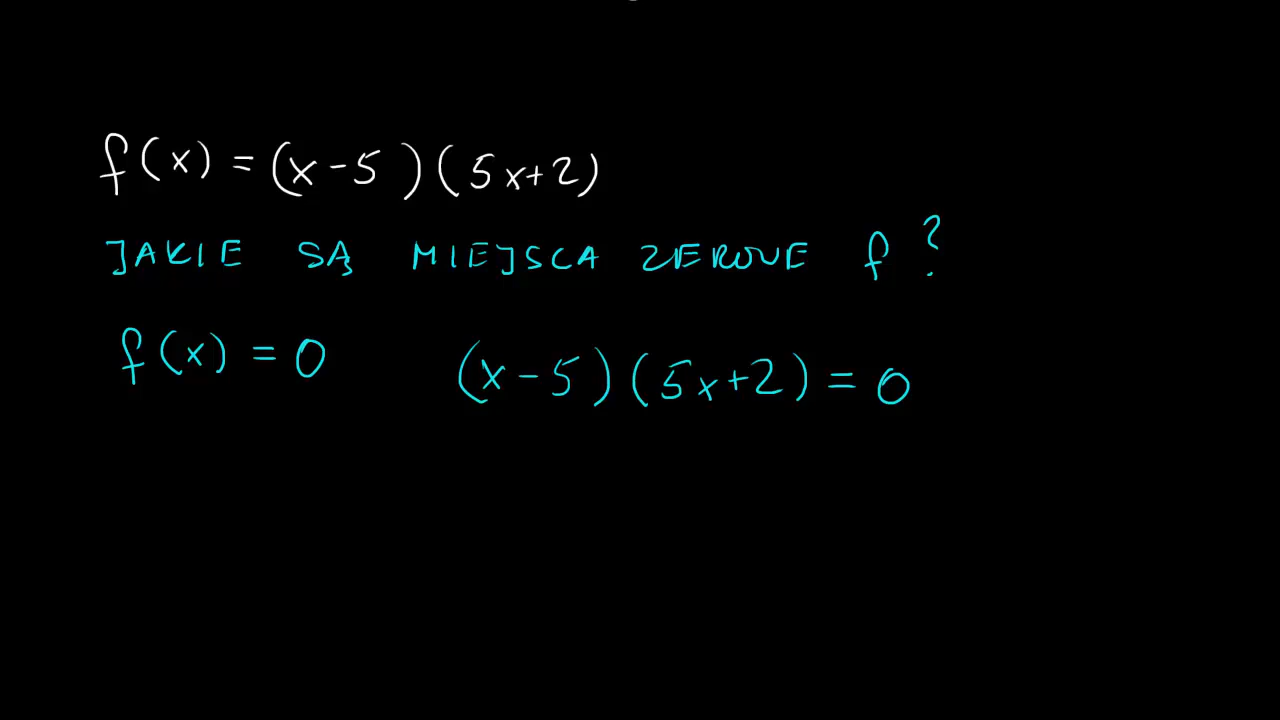 f(x) = (x-5)(5x+2)
JAKIE SĄ MIEJSCA ZEROWE f?
f(x) = 0 (x-5)(5x+2) = 0